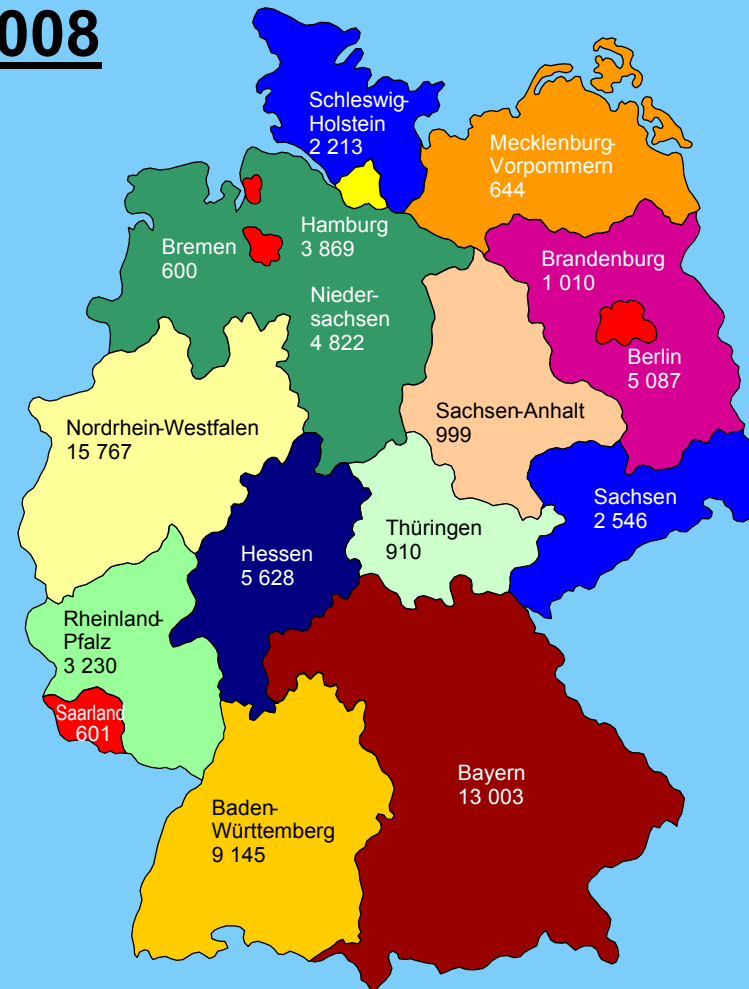 008
Schleswig-
Holstein
2 213
Mecklenburg-
Vorpommern
644
Hamburg
3 869
Bremen
600
Brandenburg
1 010
Nieder-
sachsen
4 822
Berlin
5 087
Nordrhein-Westfalen
15 767
Sachsen-Anhalt
999
Sachsen
2 546
Thüringen
910
Hessen
5 628
Rheinland-
Pfalz
3 230
Saarland
601
Bayern
13 003
Baden-
Württemberg
9 145